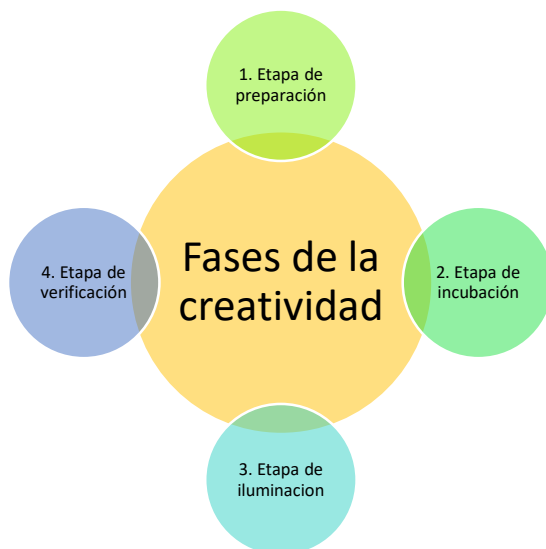 1. Etapa de
preparación
Fases de la
creatividad
2. Etapa de
incubación
3. Etapa de
iluminacion
4. Etapa de
verificación